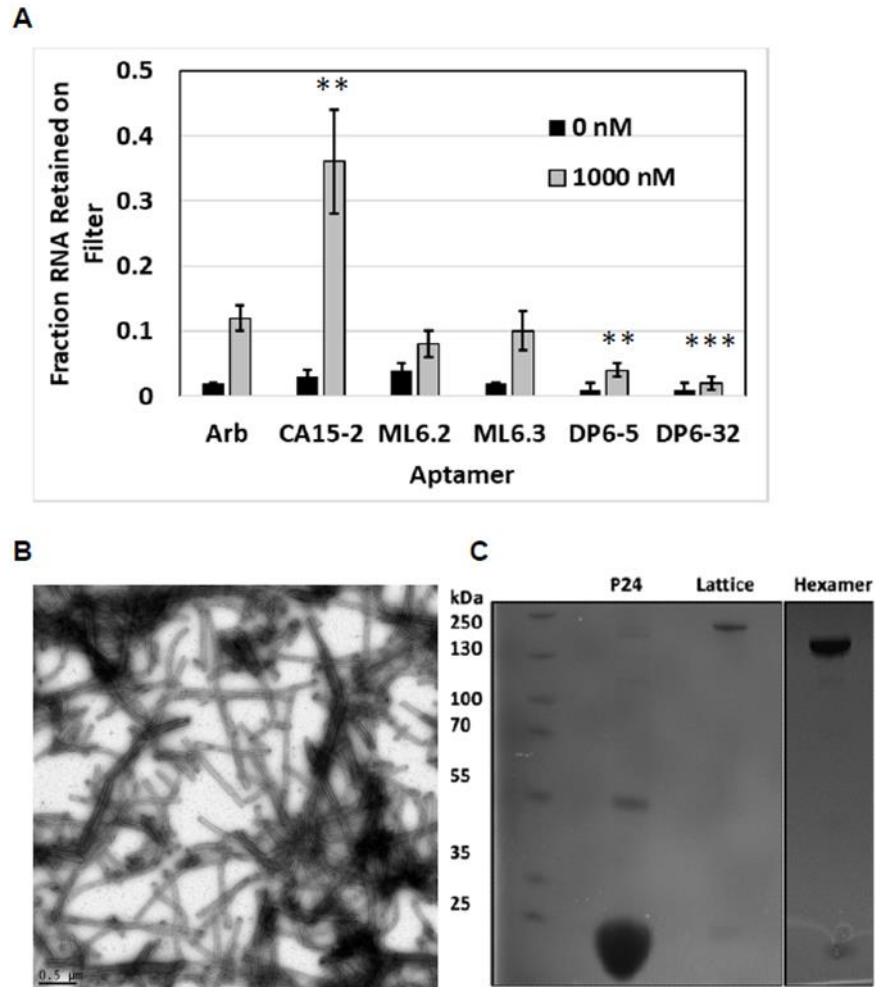 A
Fraction RNA Retained on
Filter
0.5
0.4
0.3
0.2
0.1
0
**
**
***
0 nM
1000 nM
Arb CA15-2 ML6.2 ML6.3 DP6-5 DP6-32
Aptamer
B
0.5 µm
C
P24 Lattice Hexamer
kDa
250
130
100
70
55
35
25